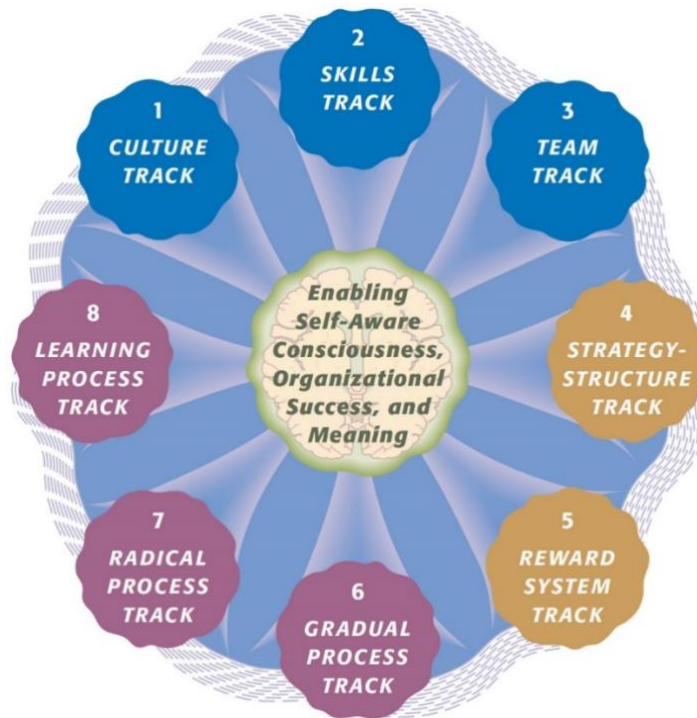 1
CULTURE
TRACK
2
SKILLS
TRACK
3
TEAM
TRACK
4
STRATEGY-
STRUCTURE
TRACK
5
REWARD
SYSTEM
TRACK
6
GRADUAL
PROCESS
TRACK
7
RADICAL
PROCESS
TRACK
8
LEARNING
PROCESS
TRACK
Enabling
Self-Aware
Consciousness,
Organizational
Success, and
Meaning